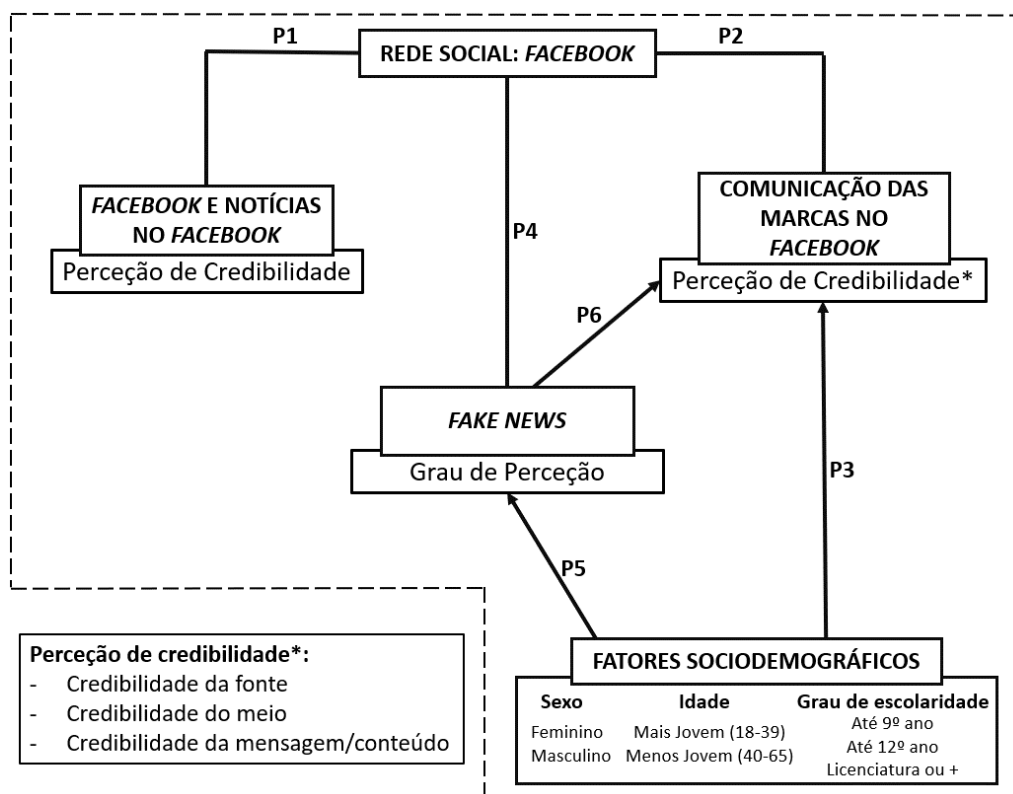 P1
REDE SOCIAL: FACEBOOK
P2
FACEBOOK E NOTÍCIAS
NO FACEBOOK
Perceção de Credibilidade
COMUNICAÇÃO DAS
MARCAS NO
FACEBOOK
Perceção de Credibilidade*
P4
P6
FAKE NEWS
Grau de Perceção
P3
P5
Perceção de credibilidade*:
- Credibilidade da fonte
- Credibilidade do meio
- Credibilidade da mensagem/conteúdo
FATORES SOCIODEMOGRÁFICOS
Sexo
Feminino
Masculino
Idade
Mais Jovem (18-39)
Menos Jovem (40-65)
Grau de escolaridade
Até 9º ano
Até 12º ano
Licenciatura ou +